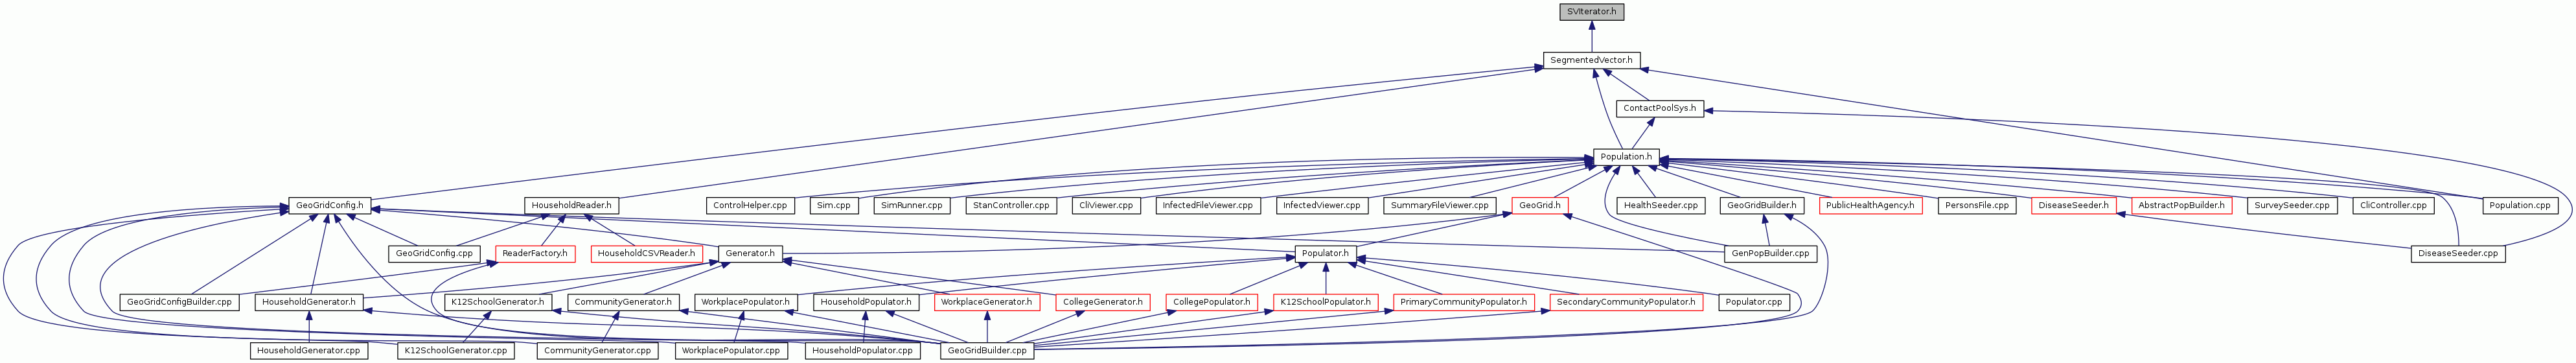 SVIterator.h
SegmentedVector.h
ContactPoolSys.h
Population.h
GeoGridConfig.h
HouseholdReader.h
ControlHelper.cpp
Sim.cpp
SimRunner.cpp
StanController.cpp
CliViewer.cpp
InfectedFileViewer.cpp
InfectedViewer.cpp
SummaryFileViewer.cpp
GeoGrid.h
HealthSeeder.cpp
GeoGridBuilder.h
PublicHealthAgency.h
PersonsFile.cpp
DiseaseSeeder.h
AbstractPopBuilder.h
SurveySeeder.cpp
CliController.cpp
Population.cpp
GeoGridConfig.cpp
ReaderFactory.h
HouseholdCSVReader.h
Generator.h
Populator.h
GenPopBuilder.cpp
DiseaseSeeder.cpp
GeoGridConfigBuilder.cpp
HouseholdGenerator.h
K12SchoolGenerator.h
CommunityGenerator.h
WorkplacePopulator.h
HouseholdPopulator.h
WorkplaceGenerator.h
CollegeGenerator.h
CollegePopulator.h
K12SchoolPopulator.h
PrimaryCommunityPopulator.h
SecondaryCommunityPopulator.h
Populator.cpp
HouseholdGenerator.cpp
K12SchoolGenerator.cpp
CommunityGenerator.cpp
WorkplacePopulator.cpp
HouseholdPopulator.cpp
GeoGridBuilder.cpp